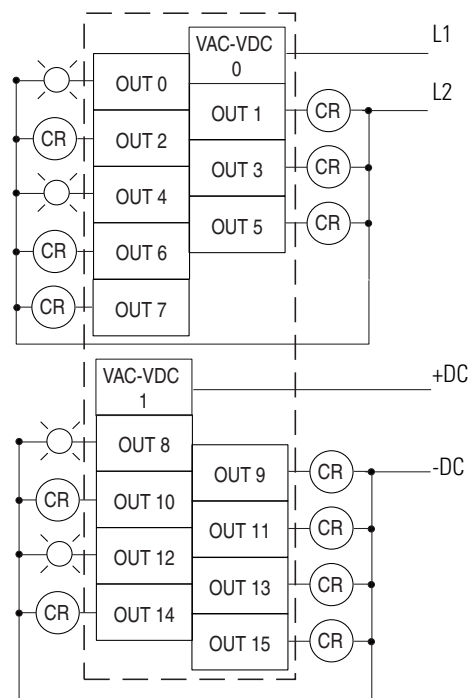 L1
VAC-VDC
0
OUT 0
L2
OUT 1
CR
CR
OUT 2
OUT 3
CR
OUT 4
OUT 5
CR
CR
OUT 6
CR
OUT 7
VAC-VDC
1
+DC
OUT 8
-DC
OUT 9
CR
CR
OUT 10
OUT 11
CR
OUT 12
OUT 13
CR
CR
OUT 14
OUT 15
CR